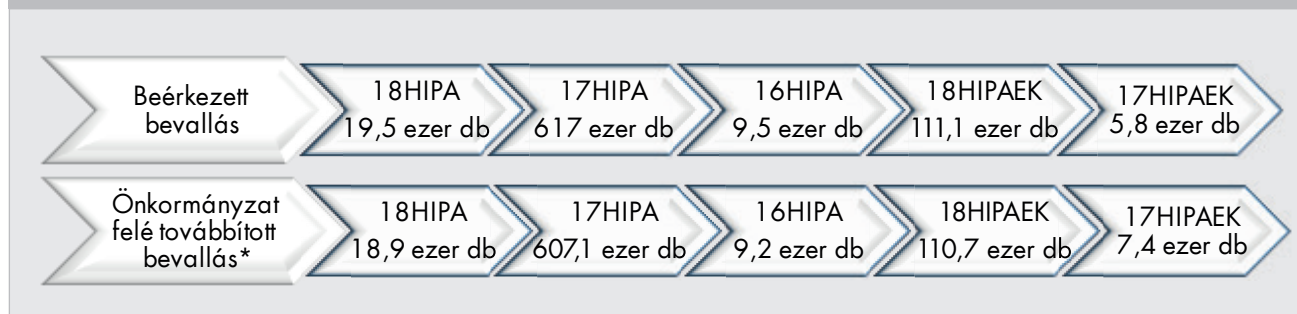 Beérkezett
bevallás
18HIPA
19,5 ezer db
17HIPA
617 ezer db
16HIPA
9,5 ezer db
18HIPAEK
111,1 ezer db
17HIPAEK
5,8 ezer db
Önkormányzat
felé továbbított
bevallás*
18HIPA
18,9 ezer db
17HIPA
607,1 ezer db
16HIPA
9,2 ezer db
18HIPAEK
110,7 ezer db
17HIPAEK
7,4 ezer db